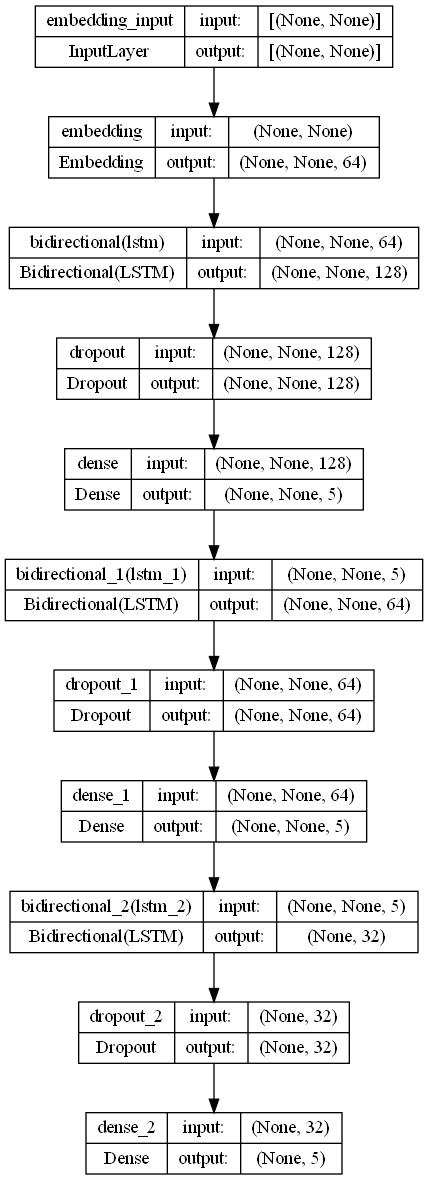 embedding_input input: [(None, None)]
InputLayer output: [(None, None)]
embedding input: (None, None)
Embedding output: (None, None, 64)
bidirectional(lstm) input: (None, None, 64)
Bidirectional(LSTM) output: (None, None, 128)
dropout input: (None, None, 128)
Dropout output: (None, None, 128)
dense input: (None, None, 128)
Dense output: (None, None, 5)
bidirectional_1(lstm_1) input: (None, None, 5)
Bidirectional(LSTM) output: (None, None, 64)
dropout_1 input: (None, None, 64)
Dropout output: (None, None, 64)
dense_1 input: (None, None, 64)
Dense output: (None, None, 5)
bidirectional_2(lstm_2) input: (None, None, 5)
Bidirectional(LSTM) output: (None, 32)
dropout_2 input: (None, 32)
Dropout output: (None, 32)
dense_2 input: (None, 32)
Dense output: (None, 5)